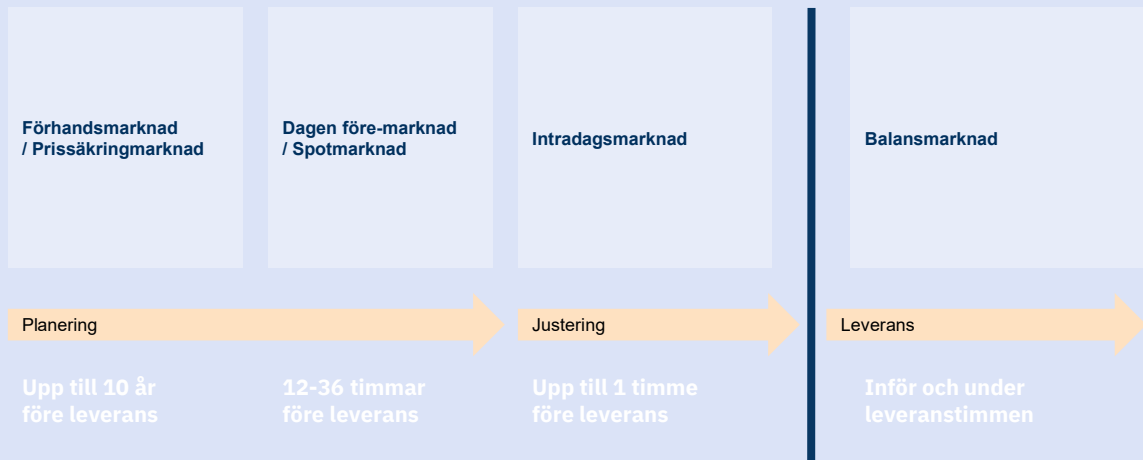 Förhandsmarknad
/ Prissäkringmarknad
Dagen före-marknad
/ Spotmarknad
Intradagsmarknad
Balansmarknad
Planering
Justering
Leverans
Upp till 10 år
före leverans
12-36 timmar
före leverans
Upp till 1 timme
före leverans
Inför och under
leveranstimmen